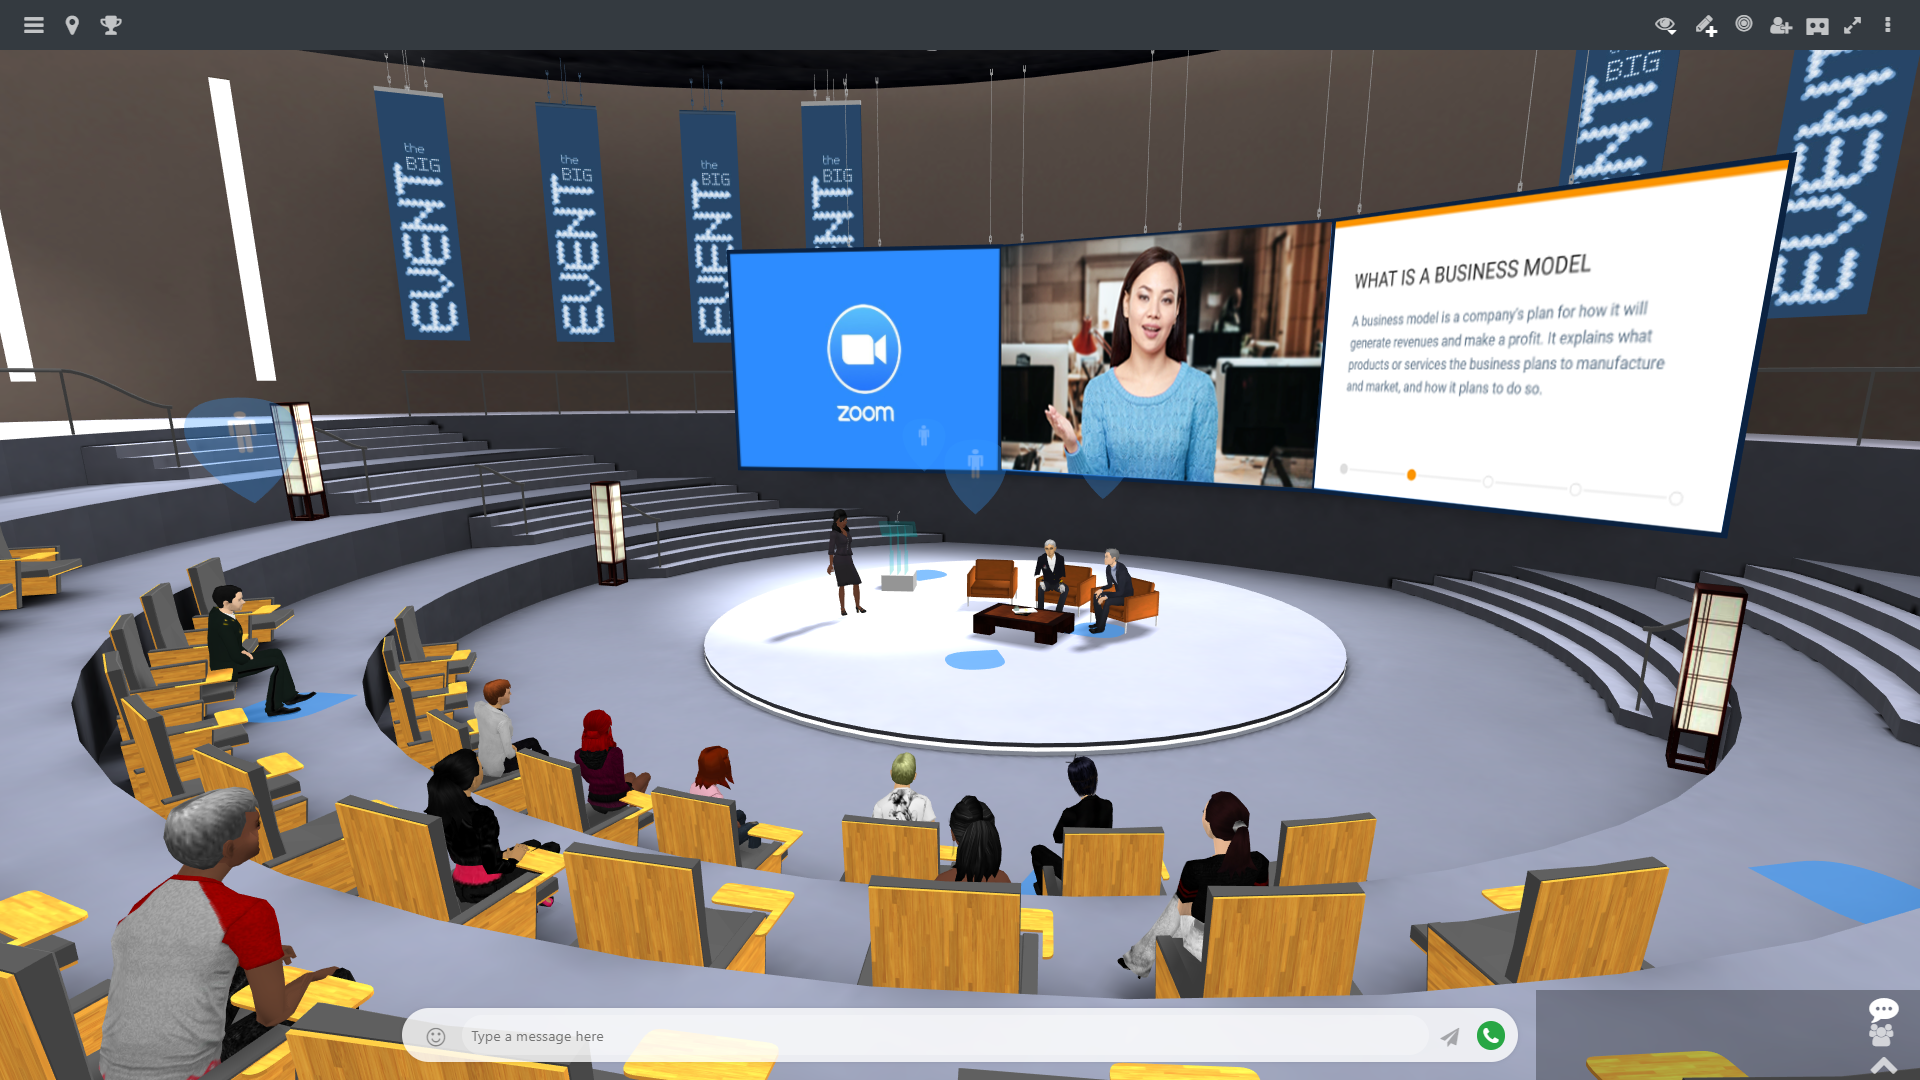 the
BIG
EVENT
the
BIG
EVENT
the
BIG
EVENT
the
BIG
EVENT
BIG
EVENT
EVENT
zoom
WHAT IS A BUSINESS MODEL
A business model is a company's plan for how it will
generate revenues and make a profit. It explains what
products or services the business plans to manufacture
and market, and how it plans to do so.
Type a message here